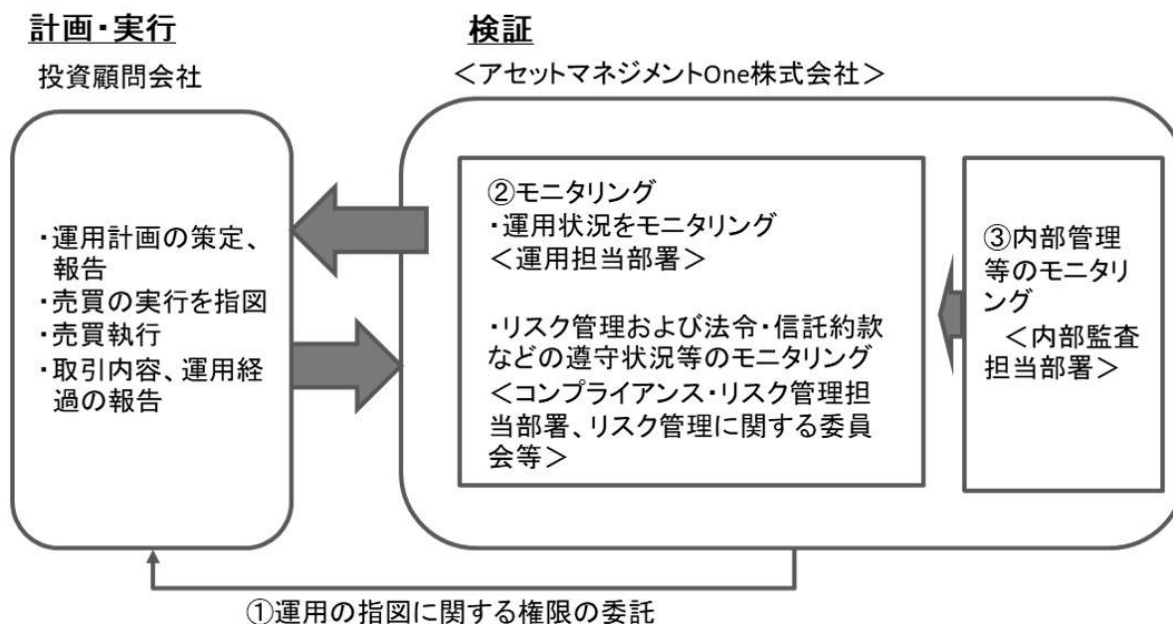 計画・実行
投資顧問会社
・運用計画の策定、
報告
・売買の実行を指図
・売買執行
・取引内容、運用経
過の報告
検証
＜アセットマネジメントOne株式会社＞
②モニタリング
・運用状況をモニタリング
＜運用担当部署＞
・リスク管理および法令・信託約款
などの遵守状況等のモニタリング
＜コンプライアンス・リスク管理担
当部署、リスク管理に関する委員
会等＞
③内部管理
等のモニタリ
ング
＜内部監査
担当部署＞
①運用の指図に関する権限の委託